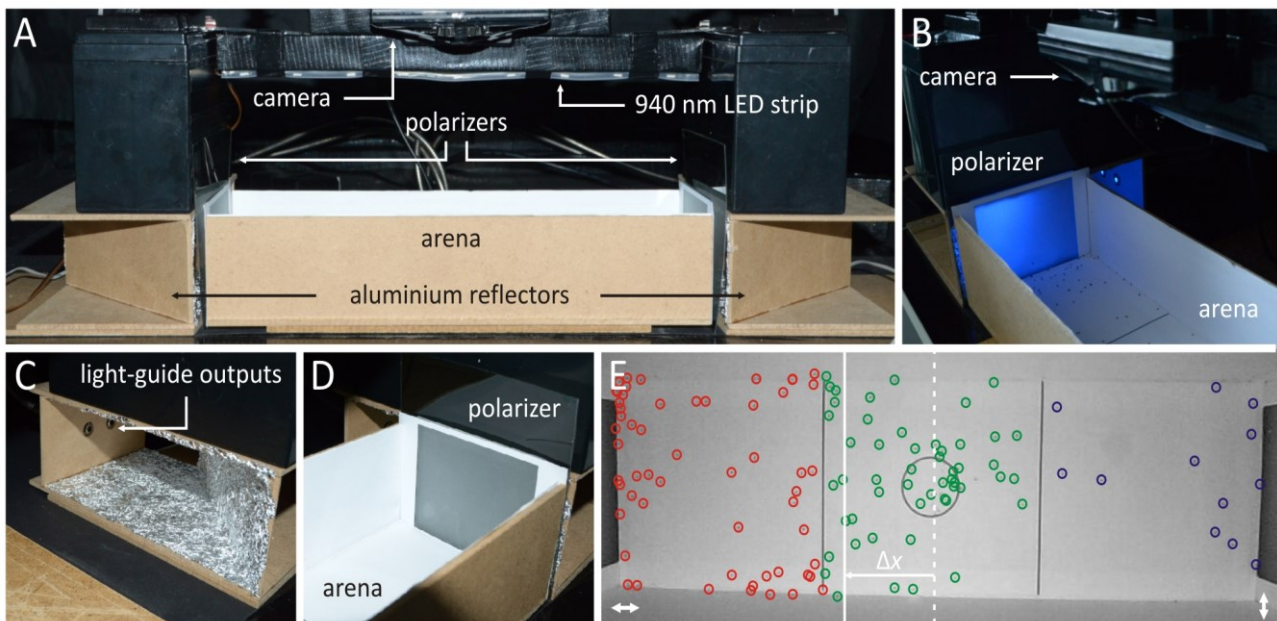 A
camera
940 nm LED strip
polarizers
arena
aluminium reflectors
B
camera
polarizer
arena
C
light-guide outputs
D
polarizer
arena
E
Δx